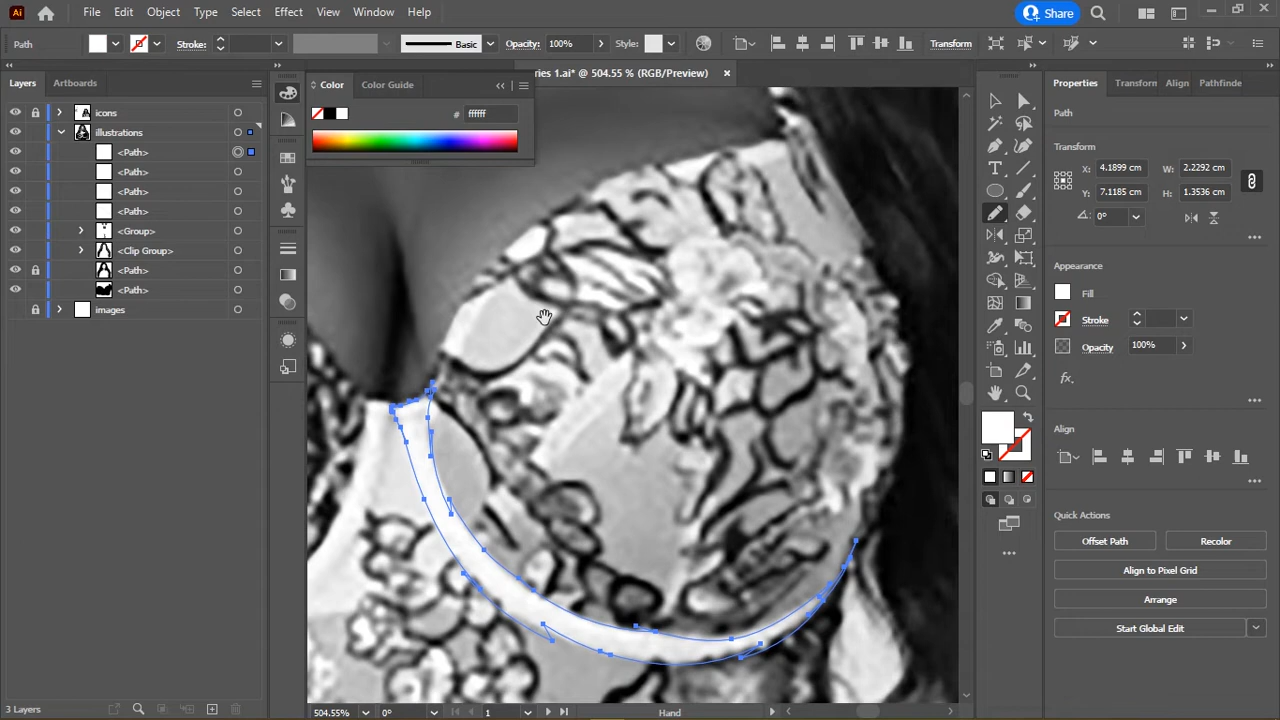 Ai File Edit Object Type Select Effect View Window Help Share
Path Stroke: Basic Opacity: 100% Style: Transform
Layers Artboards
ries 1.ai* @ 504.55 % (RGB/Preview) ×
Color Color Guide
# ffffff
icons
illustrations
<Path>
<Path>
<Path>
<Path>
<Group>
<Clip Group>
<Path>
<Path>
images
3 Layers
504.55% 0° 1 Hand
Properties Transform Align Pathfinde
Path
Transform
X: 4.1899 cm W: 2.2292 cm
Y: 7.1185 cm H: 1.3536 cm
0°
Appearance
Fill
Stroke
Opacity 100%
fx.
Align
Quick Actions
Offset Path Recolor
Align to Pixel Grid
Arrange
Start Global Edit